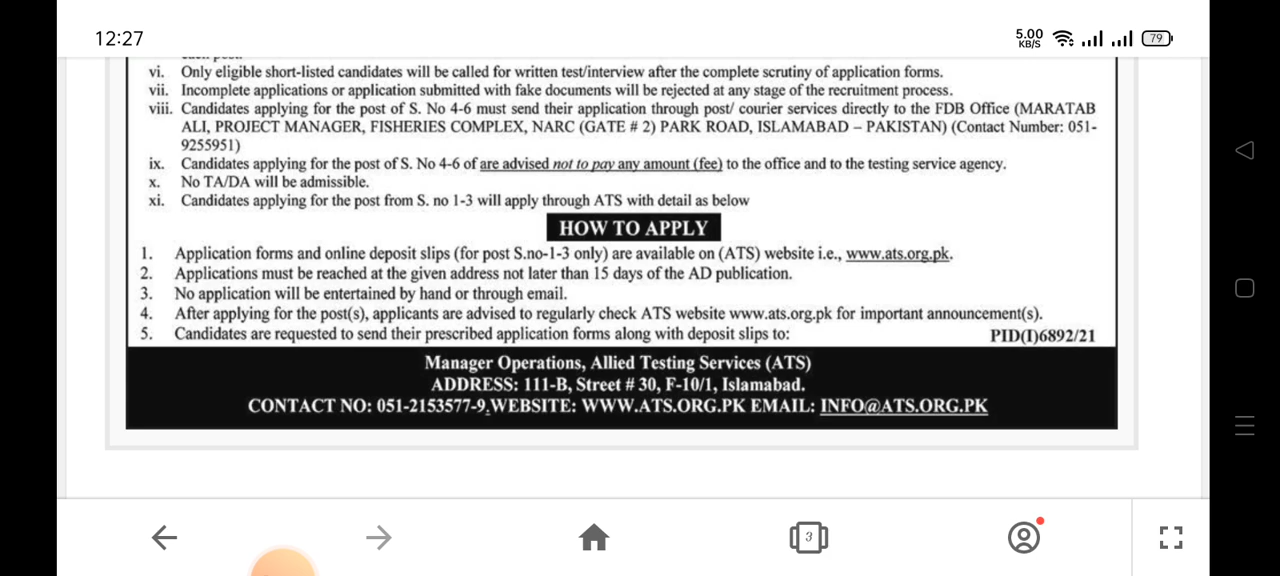 12:27
5.00 KB/S
79
vi. Only eligible short-listed candidates will be called for written test/interview after the complete scrutiny of application forms.
vii. Incomplete applications or application submitted with fake documents will be rejected at any stage of the recruitment process.
viii. Candidates applying for the post of S. No 4-6 must send their application through post/ courier services directly to the FDB Office (MARATAB
ALI, PROJECT MANAGER, FISHERIES COMPLEX, NARC (GATE # 2) PARK ROAD, ISLAMABAD – PAKISTAN) (Contact Number: 051-
9255951)
ix. Candidates applying for the post of S. No 4-6 of are advised not to pay any amount (fee) to the office and to the testing service agency.
x. No TA/DA will be admissible.
xi. Candidates applying for the post from S. no 1-3 will apply through ATS with detail as below
HOW TO APPLY
1. Application forms and online deposit slips (for post S.no-1-3 only) are available on (ATS) website i.e., www.ats.org.pk.
2. Applications must be reached at the given address not later than 15 days of the AD publication.
3. No application will be entertained by hand or through email.
4. After applying for the post(s), applicants are advised to regularly check ATS website www.ats.org.pk for important announcement(s).
5. Candidates are requested to send their prescribed application forms along with deposit slips to: PID(I)6892/21
Manager Operations, Allied Testing Services (ATS)
ADDRESS: 111-B, Street # 30, F-10/1, Islamabad.
CONTACT NO: 051-2153577-9.WEBSITE: WWW.ATS.ORG.PK EMAIL: INFO@ATS.ORG.PK
3